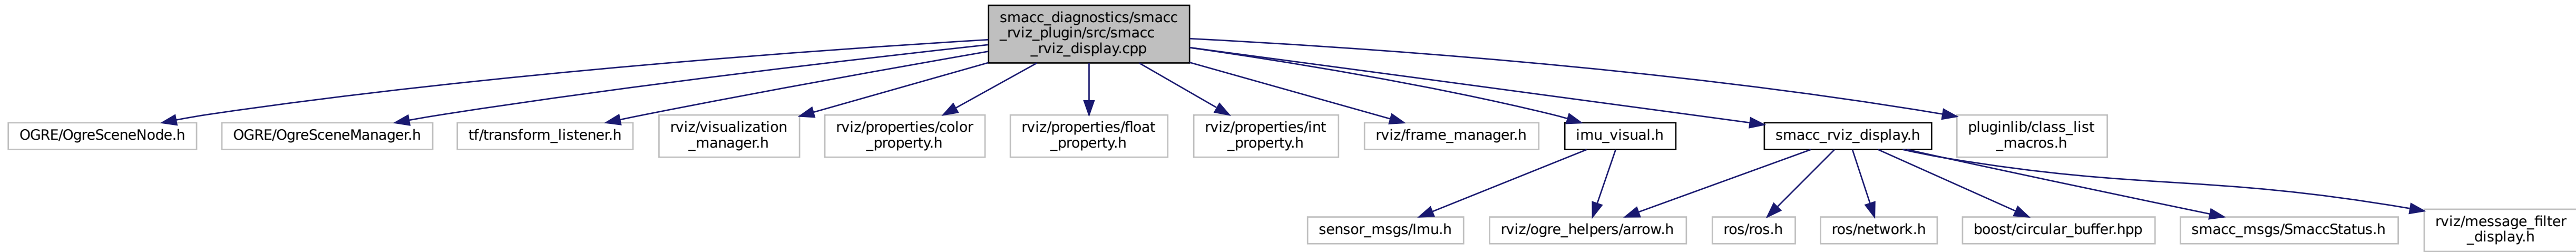 smacc_diagnostics/smacc
_rviz_plugin/src/smacc
_rviz_display.cpp
OGRE/OgreSceneNode.h
OGRE/OgreSceneManager.h
tf/transform_listener.h
rviz/visualization
_manager.h
rviz/properties/color
_property.h
rviz/properties/float
_property.h
rviz/properties/int
_property.h
rviz/frame_manager.h
imu_visual.h
smacc_rviz_display.h
pluginlib/class_list
_macros.h
sensor_msgs/Imu.h
rviz/ogre_helpers/arrow.h
ros/ros.h
ros/network.h
boost/circular_buffer.hpp
smacc_msgs/SmaccStatus.h
rviz/message_filter
_display.h